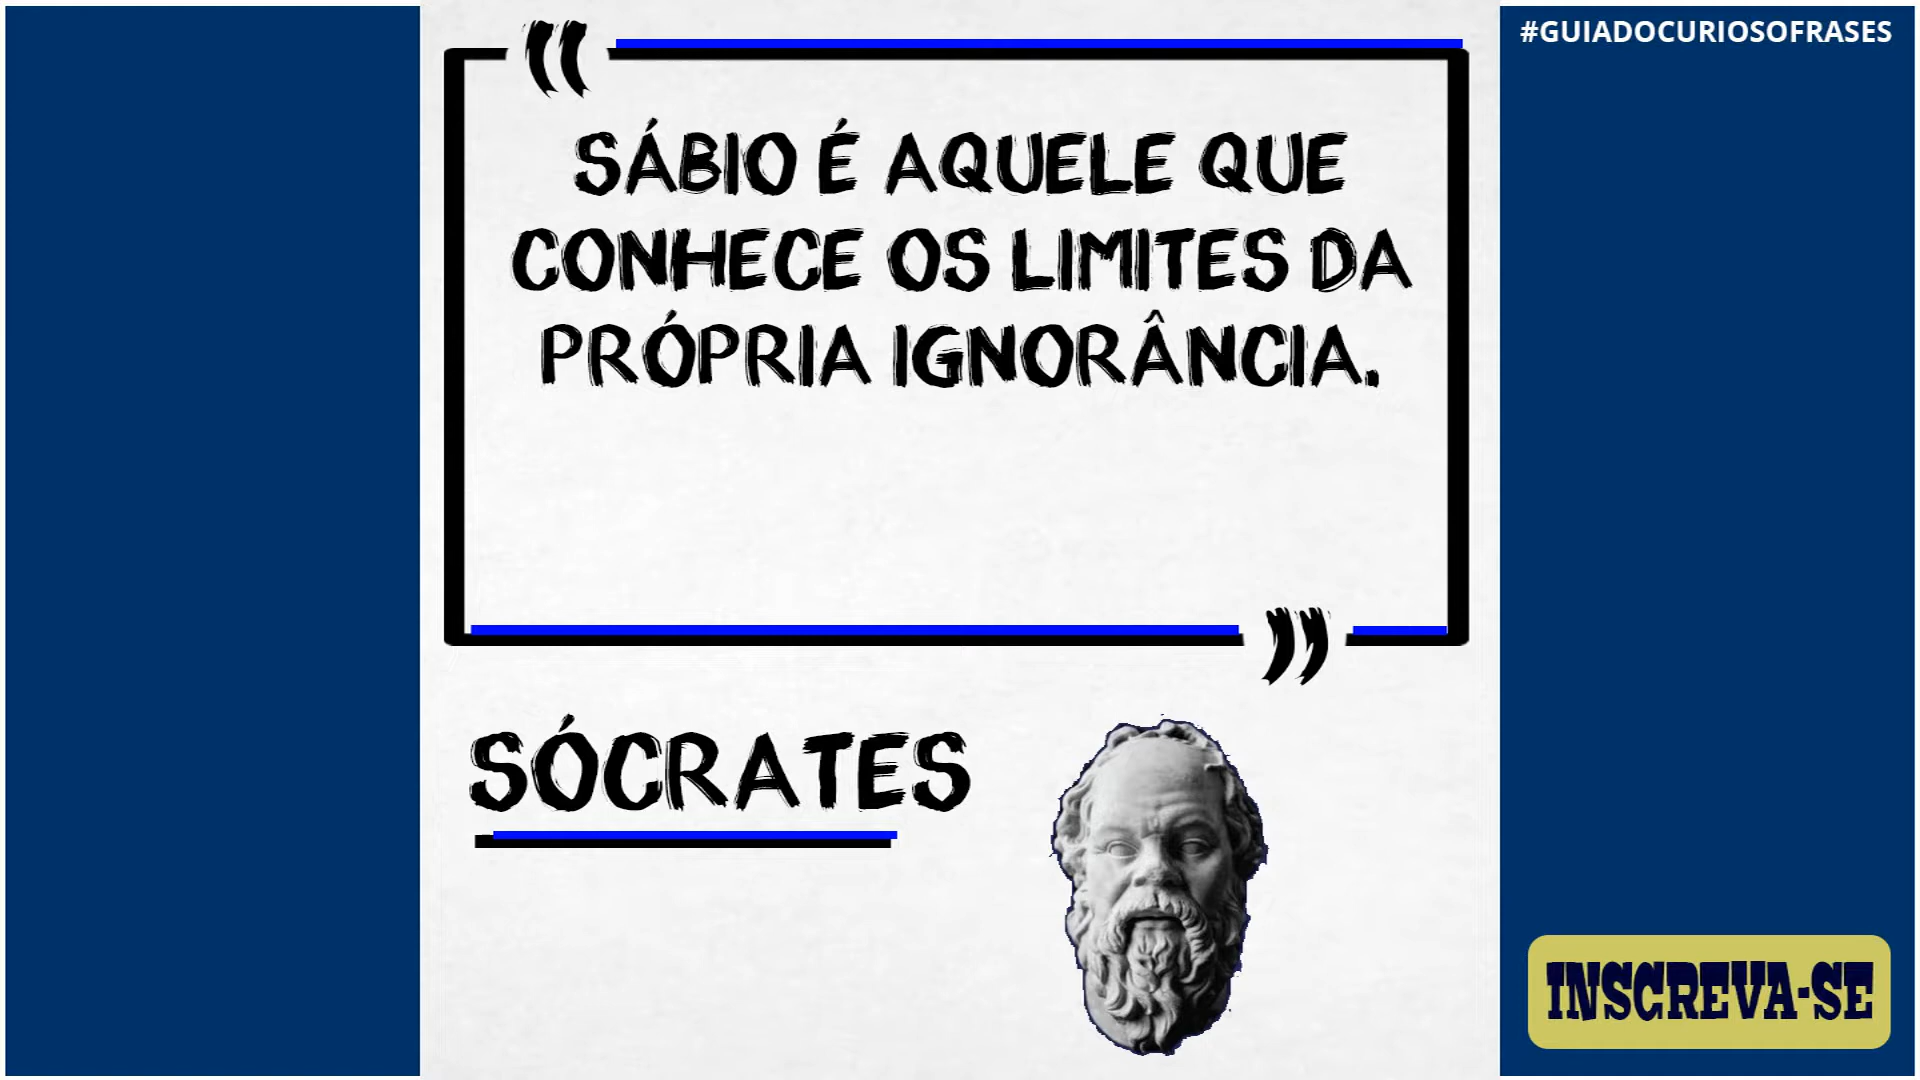 #GUIADOCURIOSOFRASES
"
SÁBIO É AQUELE QUE
CONHECE OS LIMITES DA
PRÓPRIA IGNORÂNCIA.
"
SÓCRATES
INSCREVA-SE